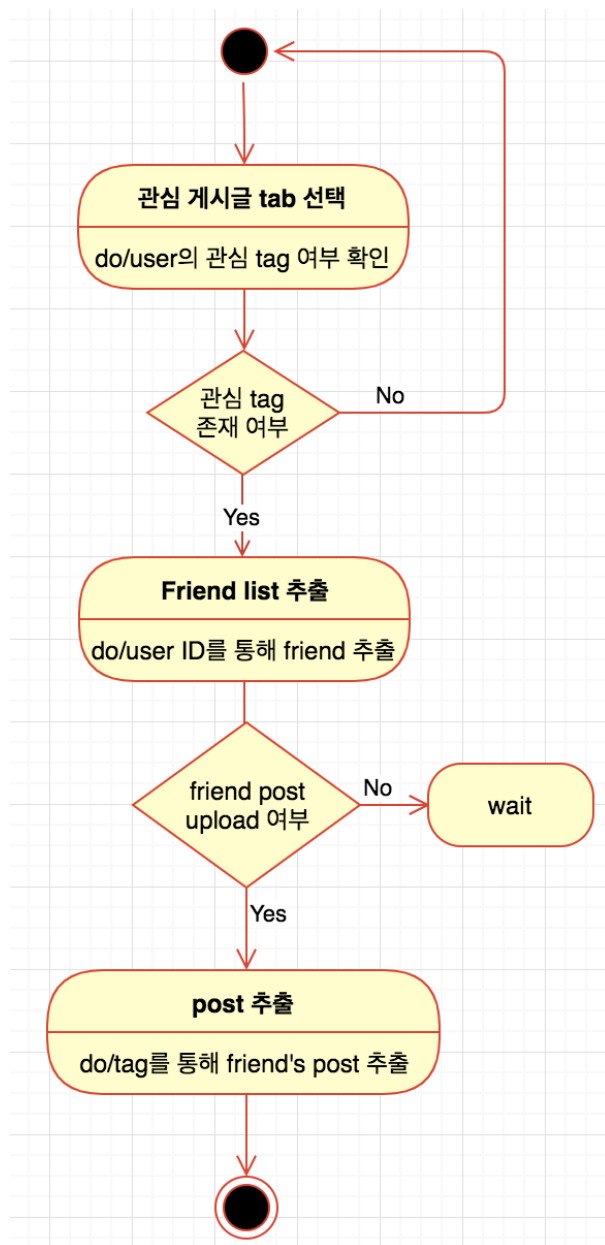 관심 게시글 tab 선택
do/user의 관심 tag 여부 확인
관심 tag
존재 여부
No
Yes
Friend list 추출
do/user ID를 통해 friend 추출
friend post
upload 여부
No
wait
Yes
post 추출
do/tag를 통해 friend's post 추출